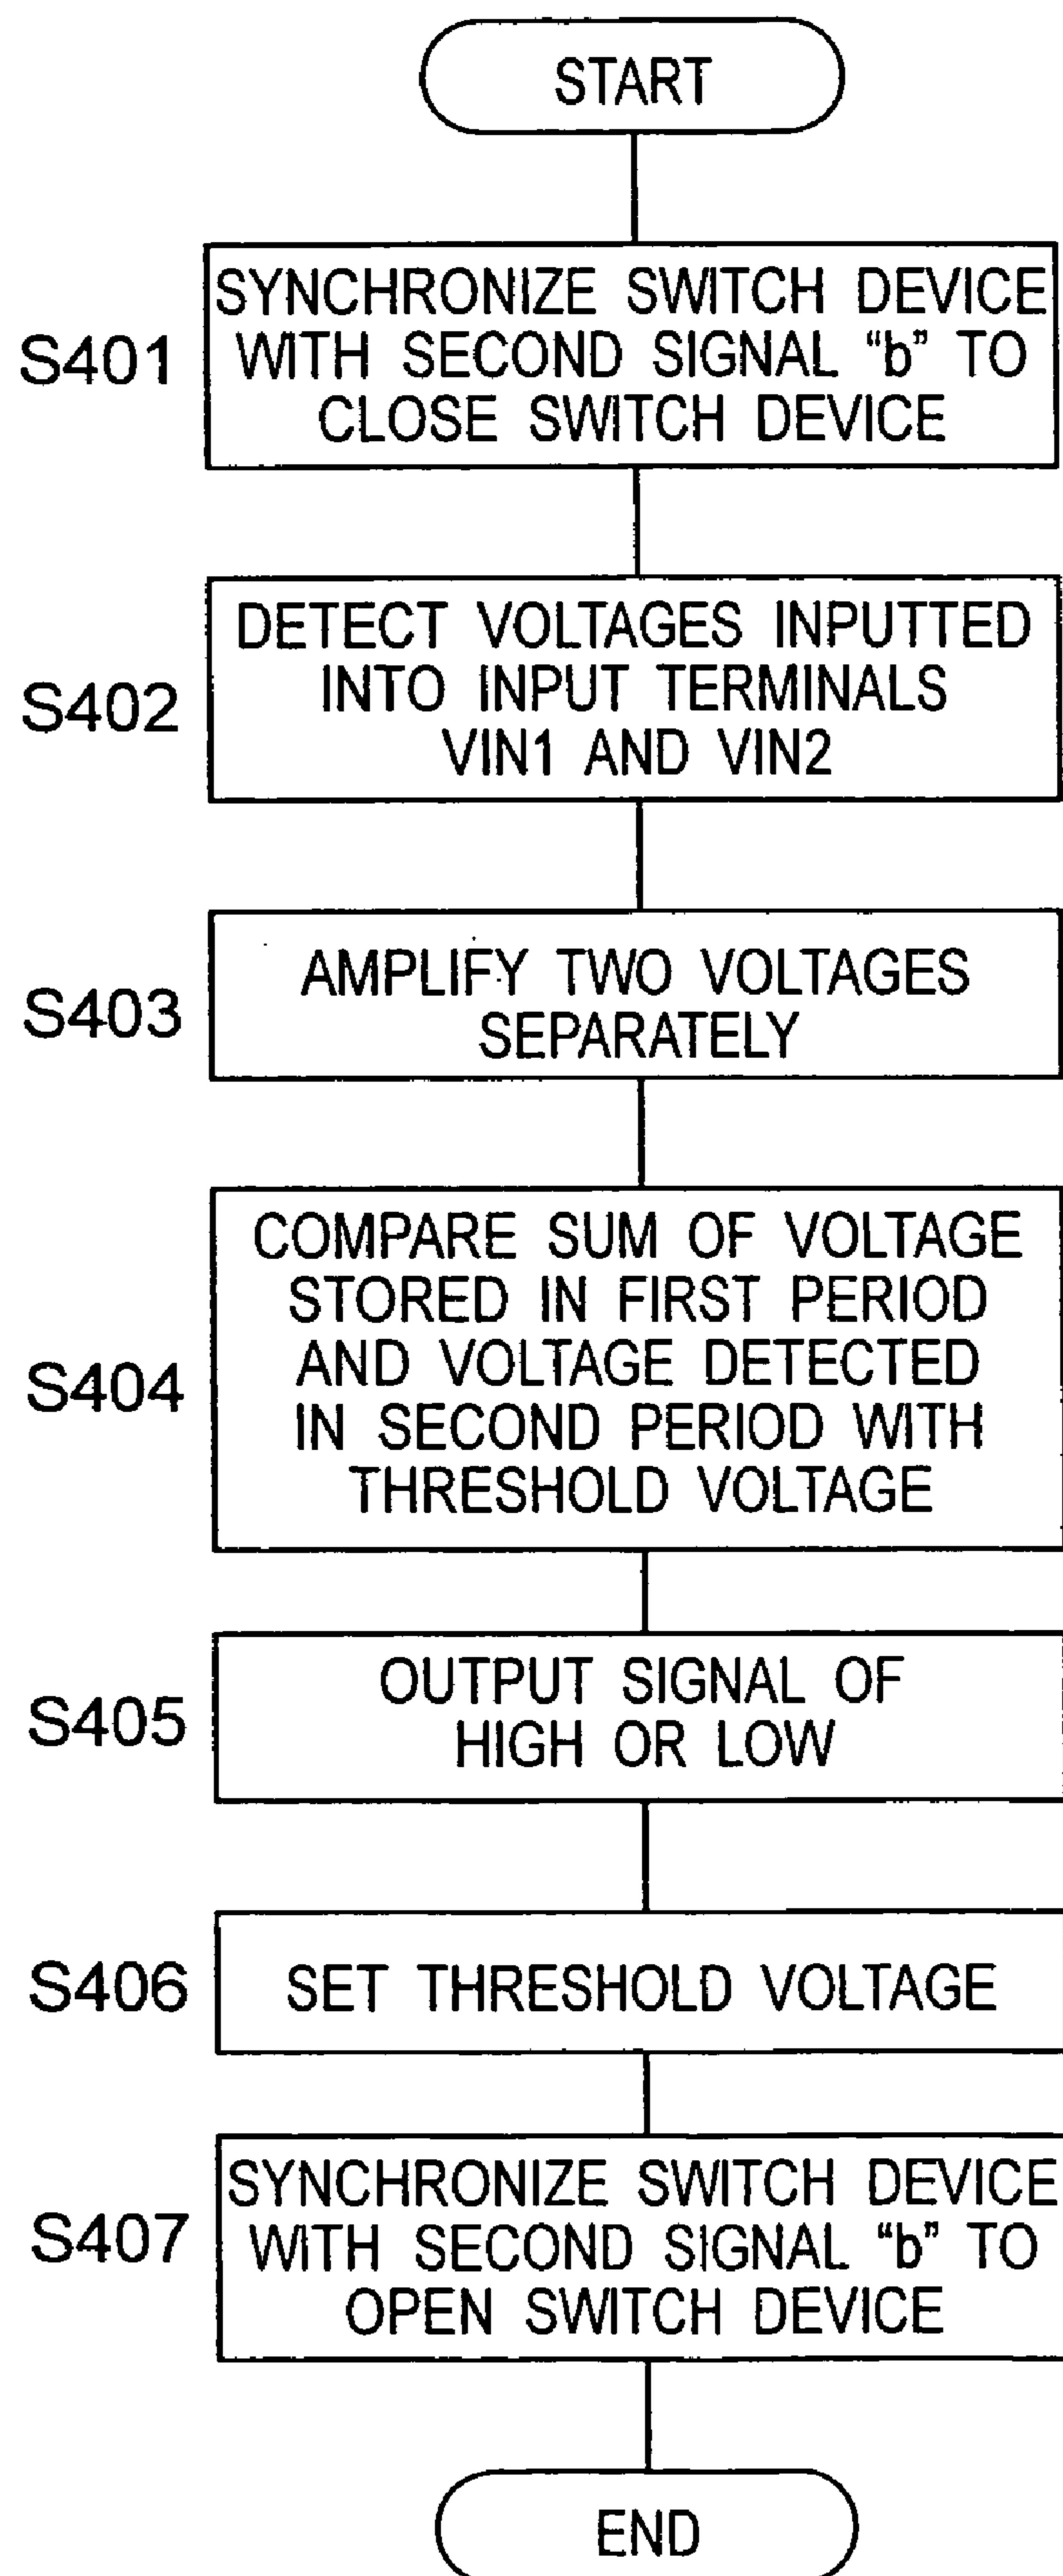 START
S401
SYNCHRONIZE SWITCH DEVICE
WITH SECOND SIGNAL “b” TO
CLOSE SWITCH DEVICE
S402
DETECT VOLTAGES INPUTTED
INTO INPUT TERMINALS
VIN1 AND VIN2
S403
AMPLIFY TWO VOLTAGES
SEPARATELY
S404
COMPARE SUM OF VOLTAGE
STORED IN FIRST PERIOD
AND VOLTAGE DETECTED
IN SECOND PERIOD WITH
THRESHOLD VOLTAGE
S405
OUTPUT SIGNAL OF
HIGH OR LOW
S406
SET THRESHOLD VOLTAGE
S407
SYNCHRONIZE SWITCH DEVICE
WITH SECOND SIGNAL “b” TO
OPEN SWITCH DEVICE
END